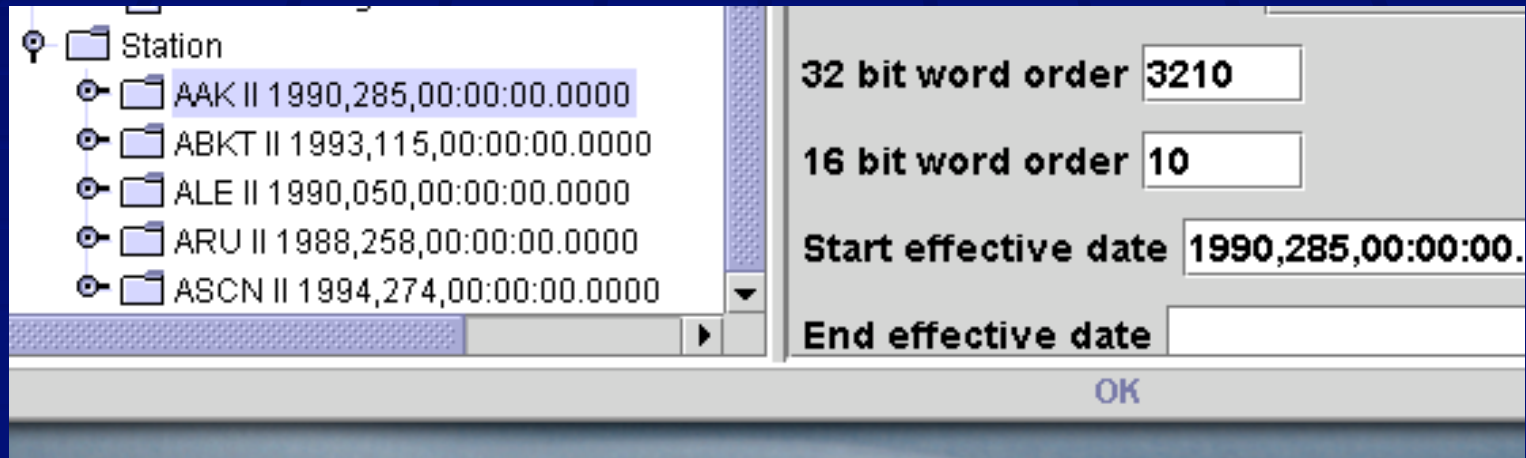 Station
AAK II 1990,285,00:00:00.0000
ABKT II 1993,115,00:00:00.0000
ALE II 1990,050,00:00:00.0000
ARU II 1988,258,00:00:00.0000
ASCN II 1994,274,00:00:00.0000
32 bit word order 3210
16 bit word order 10
Start effective date 1990,285,00:00:00.
End effective date
OK